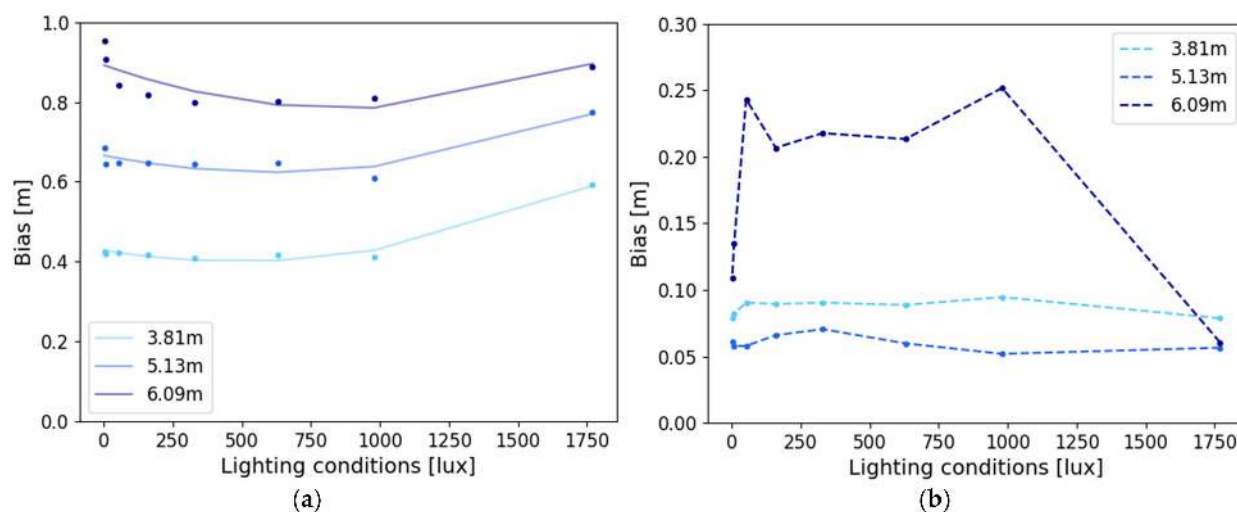 1.0
0.8
0.6
0.4
0.2
0.0
Bias [m]
3.81m
5.13m
6.09m
0 250 500 750 1000 1250 1500 1750
Lighting conditions [lux]
(a)
0.30
0.25
0.20
0.15
0.10
0.05
0.00
Bias [m]
3.81m
5.13m
6.09m
0 250 500 750 1000 1250 1500 1750
Lighting conditions [lux]
(b)